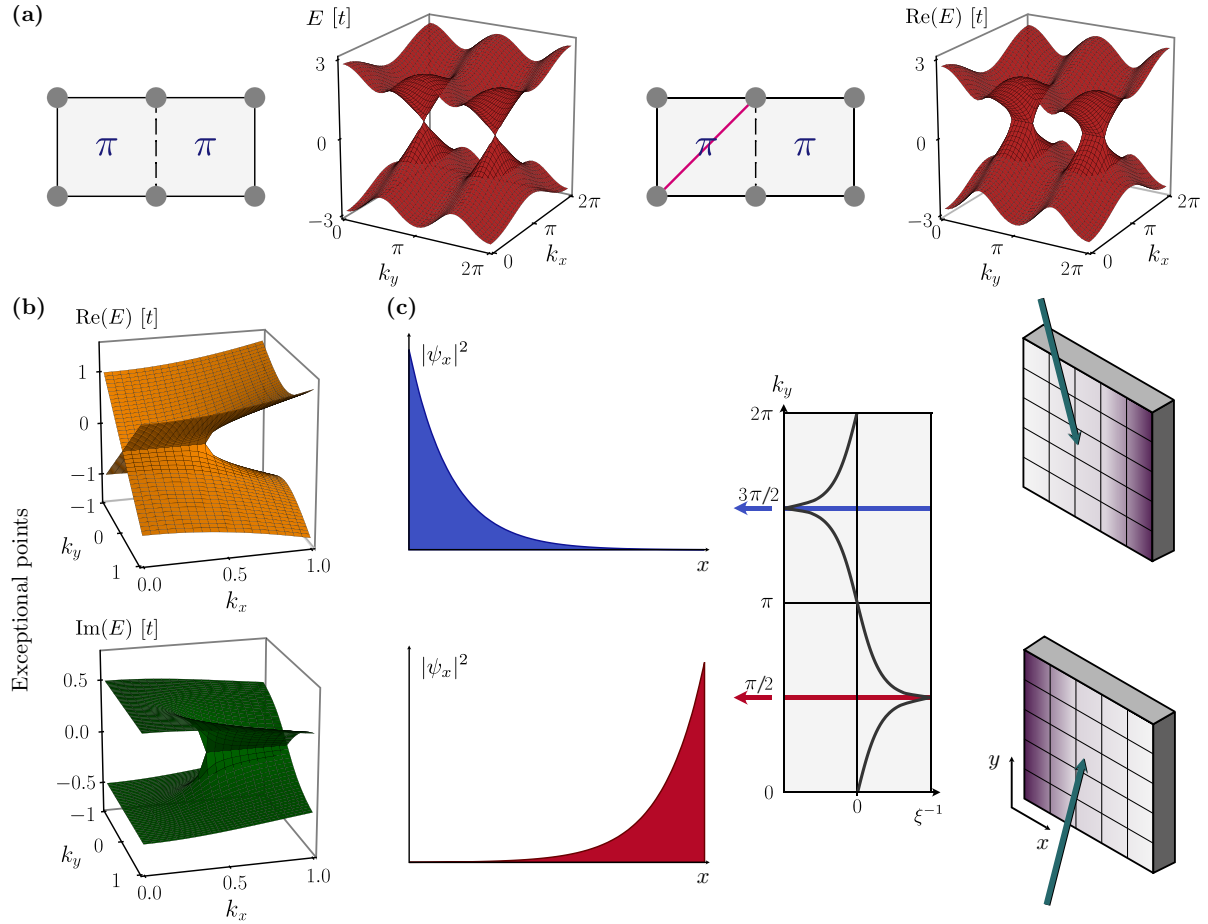 (a)
π π
E [t]
3
0
−3
0
π
2π
k_y
0
π
2π
k_x
π π
Re(E) [t]
3
0
−3
0
π
2π
k_y
0
π
2π
k_x
(b)
Exceptional points
Re(E) [t]
1
0
−1
−1
0
1
k_y
0.0
0.5
1.0
k_x
Im(E) [t]
0.5
0.0
−0.5
−1
0
1
k_y
0.0
0.5
1.0
k_x
(c)
|ψ_x|²
x
|ψ_x|²
x
k_y
2π
3π/2
π
π/2
0
0
ξ⁻¹
y
x